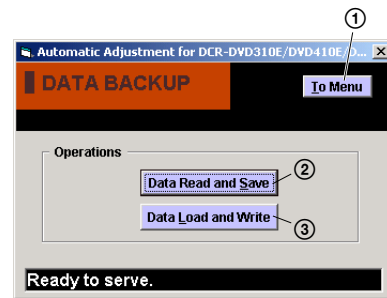 ①
Automatic Adjustment for DCR-DVD310E/DVD410E/D...
DATA BACKUP
To Menu
Operations
Data Read and Save
②
Data Load and Write
③
Ready to serve.